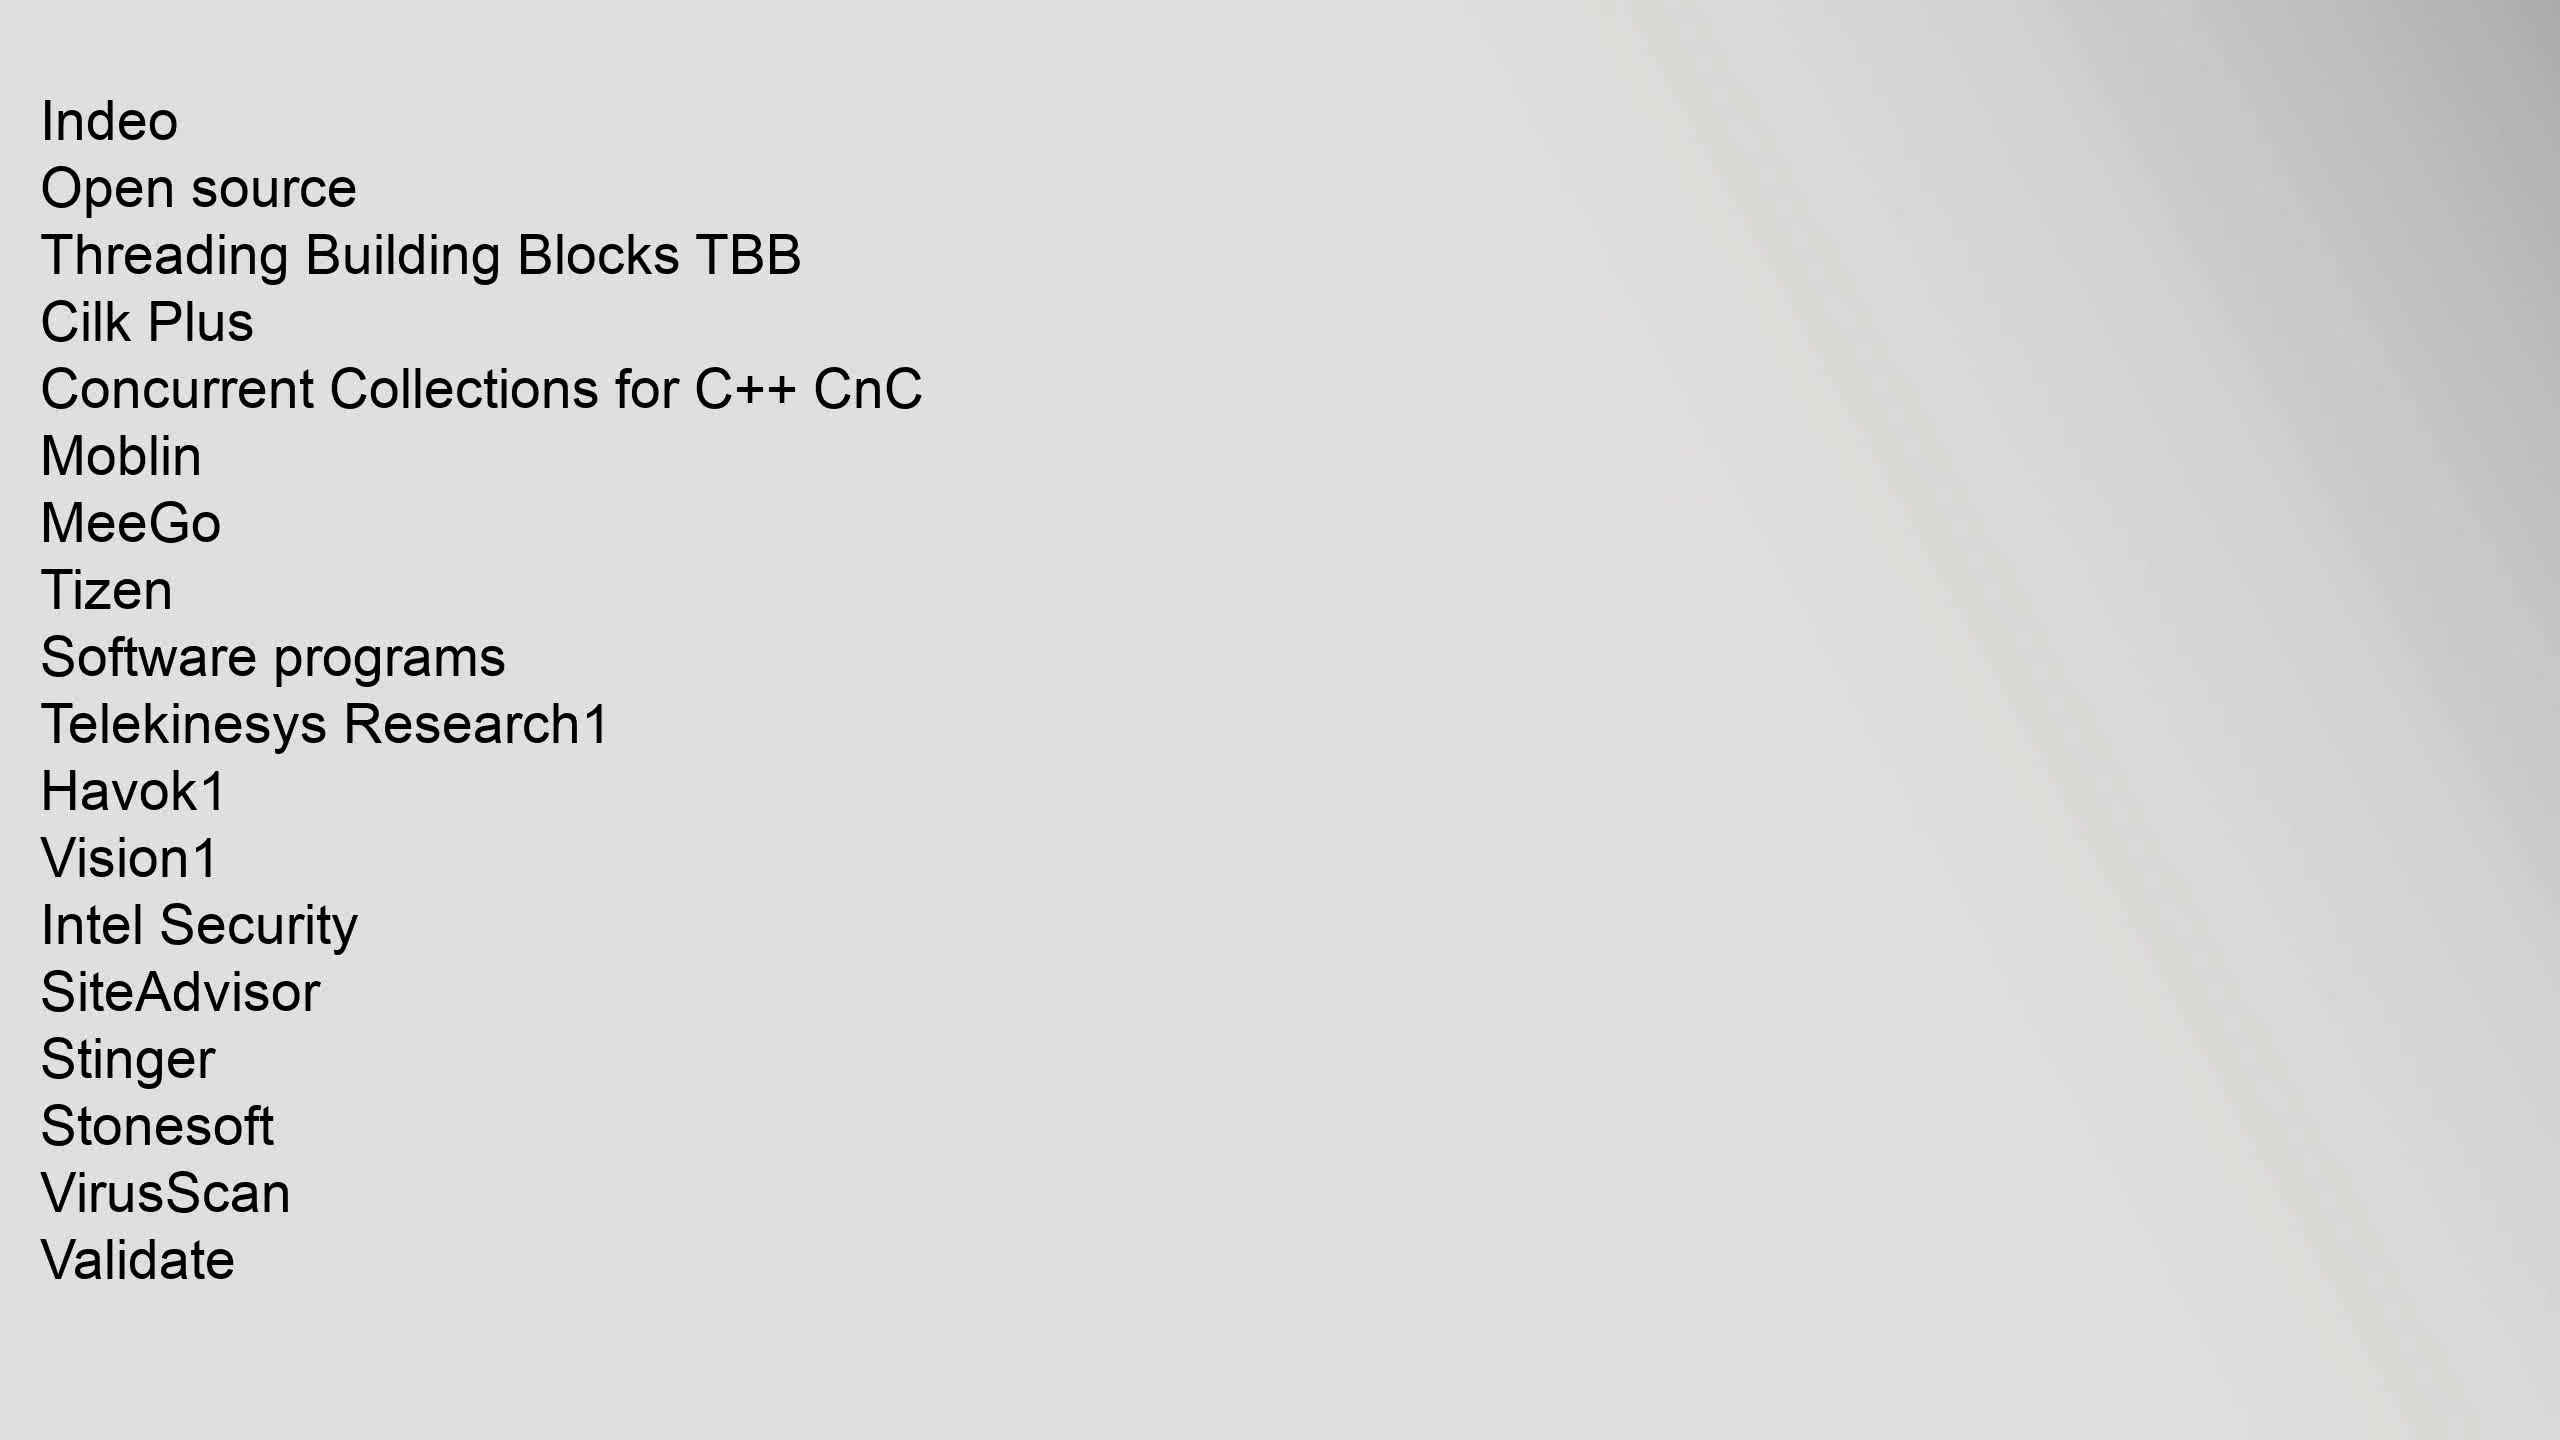 Indeo
Open source
Threading Building Blocks TBB
Cilk Plus
Concurrent Collections for C++ CnC
Moblin
MeeGo
Tizen
Software programs
Telekinesys Research1
Havok1
Vision1
Intel Security
SiteAdvisor
Stinger
Stonesoft
VirusScan
Validate